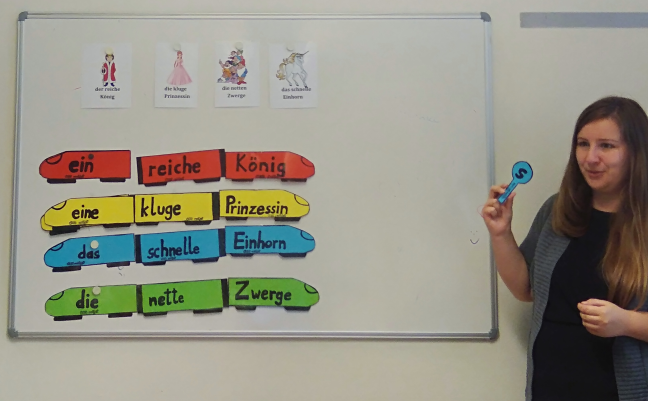 der reiche
König
die kluge
Prinzessin
die netten
Zwerge
das schnelle
Einhorn
ein reiche König
eine kluge Prinzessin
das schnelle Einhorn
die nette Zwerge
s